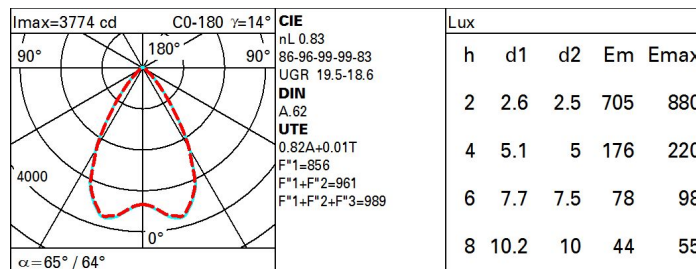 Imax=3774 cd C0-180 γ=14°
90° 180° 90°
4000
0°
α=65° / 64°
CIE
nL 0.83
86-96-99-99-83
UGR 19.5-18.6
DIN
A.62
UTE
0.82A+0.01T
F"1=856
F"1+F"2=961
F"1+F"2+F"3=989
Lux
h d1 d2 Em Emax
2 2.6 2.5 705 880
4 5.1 5 176 220
6 7.7 7.5 78 98
8 10.2 10 44 55